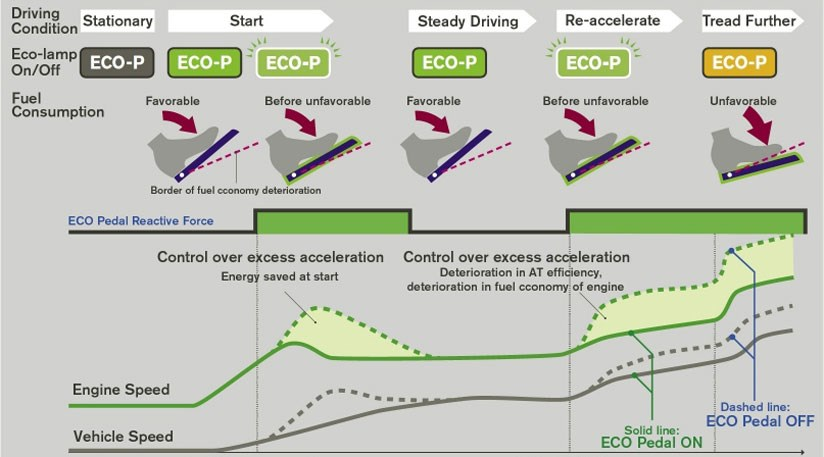 Driving Condition
Stationary
Start
Steady Driving
Re-accelerate
Tread Further
Eco-lamp On/Off
ECO-P
ECO-P
ECO-P
ECO-P
ECO-P
ECO-P
Fuel Consumption
Favorable
Before unfavorable
Favorable
Before unfavorable
Unfavorable
Border of fuel cconomy deterioration
ECO Pedal Reactive Force
Control over excess acceleration
Energy saved at start
Control over excess acceleration
Deterioration in AT efficiency,
deterioration in fuel cconomy of engine
Engine Speed
Vehicle Speed
Solid line:
ECO Pedal ON
Dashed line:
ECO Pedal OFF